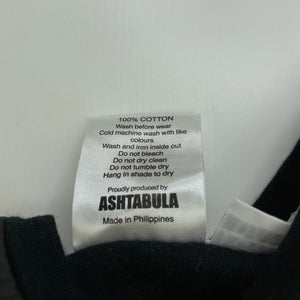 100% COTTON
Wash before wear
Cold machine wash with like
colours
Wash and iron inside out
Do not bleach
Do not dry clean
Do not tumble dry
Hang in shade to dry
Proudly produced by
ASHTABULA
Made in Philippines